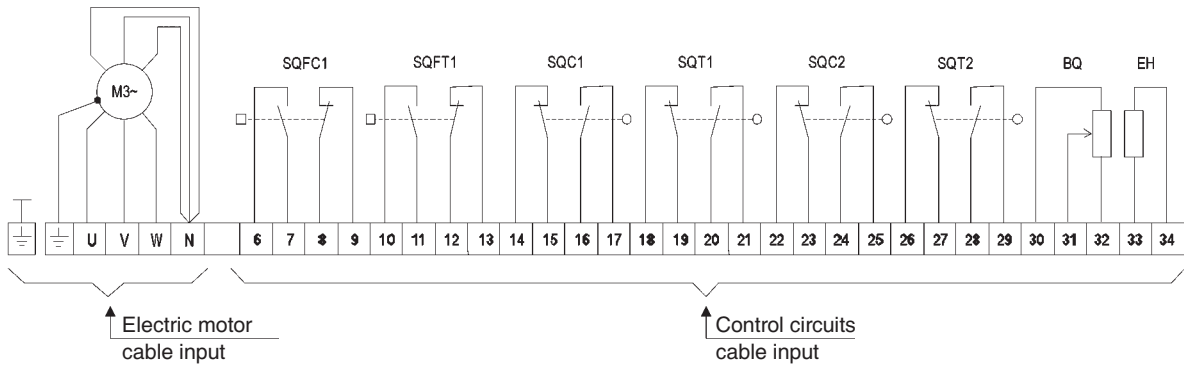 SQFC1 SQFT1 SQC1 SQT1 SQC2 SQT2 BQ EH
M3~
U V W N 6 7 8 9 10 11 12 13 14 15 16 17 18 19 20 21 22 23 24 25 26 27 28 29 30 31 32 33 34
Electric motor
cable input
Control circuits
cable input